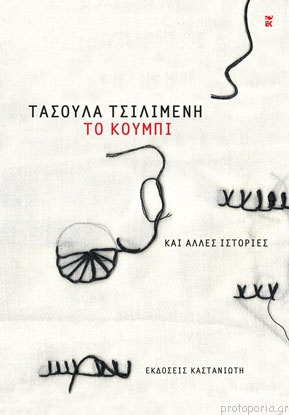 ΤΑΣΟΥΛΑ ΤΣΙΛΙΜΕΝΗ
ΤΟ ΚΟΥΜΠΙ
ΚΑΙ ΑΛΛΕΣ ΙΣΤΟΡΙΕΣ
ΕΚΔΟΣΕΙΣ ΚΑΣΤΑΝΙΩΤΗ
protoporia.gr